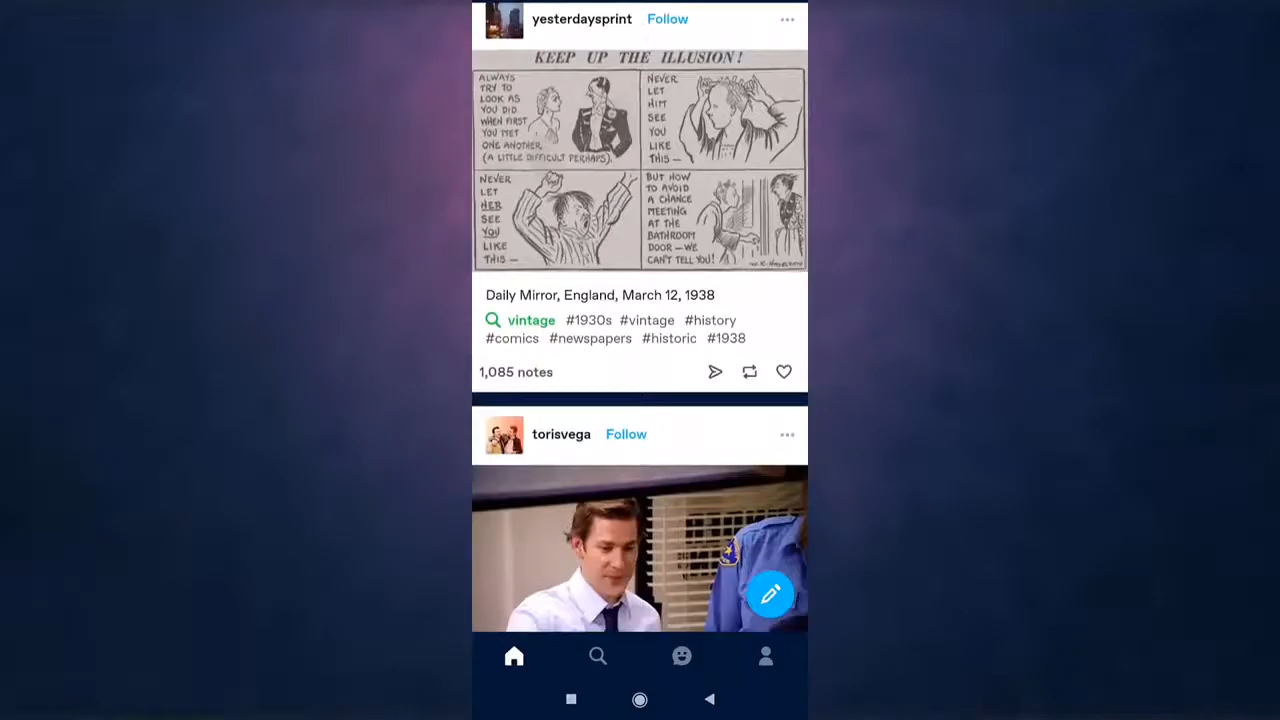 yesterdaysprint Follow
KEEP UP THE ILLUSION!
ALWAYS
TRY TO
LOOK AS
YOU DID
WHEN FIRST
YOU MET
ONE ANOTHER
(A LITTLE DIFFICULT PERHAPS).
NEVER
LET
HIM
SEE
YOU
LIKE
THIS—
NEVER
LET
HER
SEE
YOU
LIKE
THIS—
BUT HOW
TO AVOID
A CHANCE
MEETING
AT THE
BATHROOM
DOOR—WE
CAN'T TELL YOU!
Daily Mirror, England, March 12, 1938
vintage #1930s #vintage #history
#comics #newspapers #historic #1938
1,085 notes
torisvega Follow